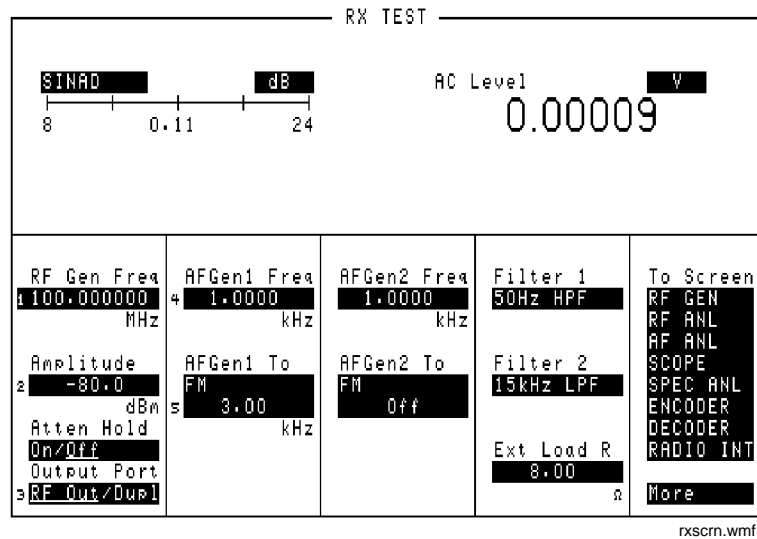 RX TEST
SINAD dB
8 0.11 24
AC Level V
0.00009
RF Gen Freq
1 100.000000
MHz
Amplitude
2 -80.0
dBm
Atten Hold
On/Off
Output Port
3 RF Out/Dupl
AFGen1 Freq
4 1.0000
kHz
AFGen1 To
FM
5 3.00
kHz
AFGen2 Freq
1.0000
kHz
AFGen2 To
FM
Off
Filter 1
50Hz HPF
Filter 2
15kHz LPF
Ext Load R
8.00
Ω
To Screen
RF GEN
RF ANL
AF ANL
SCOPE
SPEC ANL
ENCODER
DECODER
RADIO INT
More
rxscrn.wmf